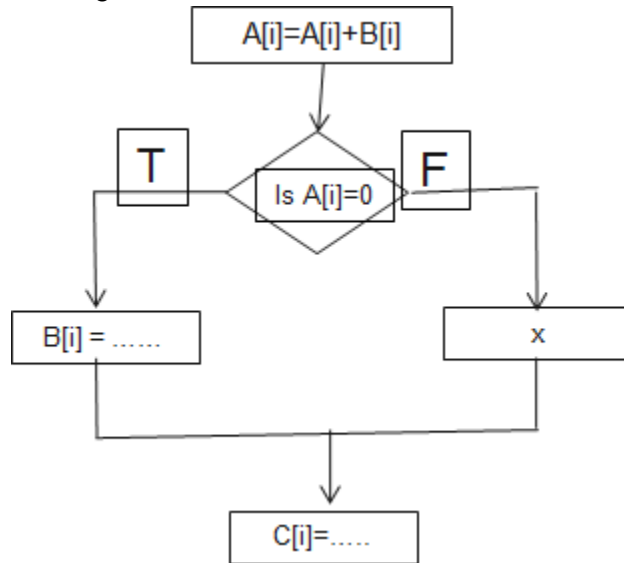 A[i]=A[i]+B[i]
T
Is A[i]=0
F
B[i] = ......
x
C[i]=.....